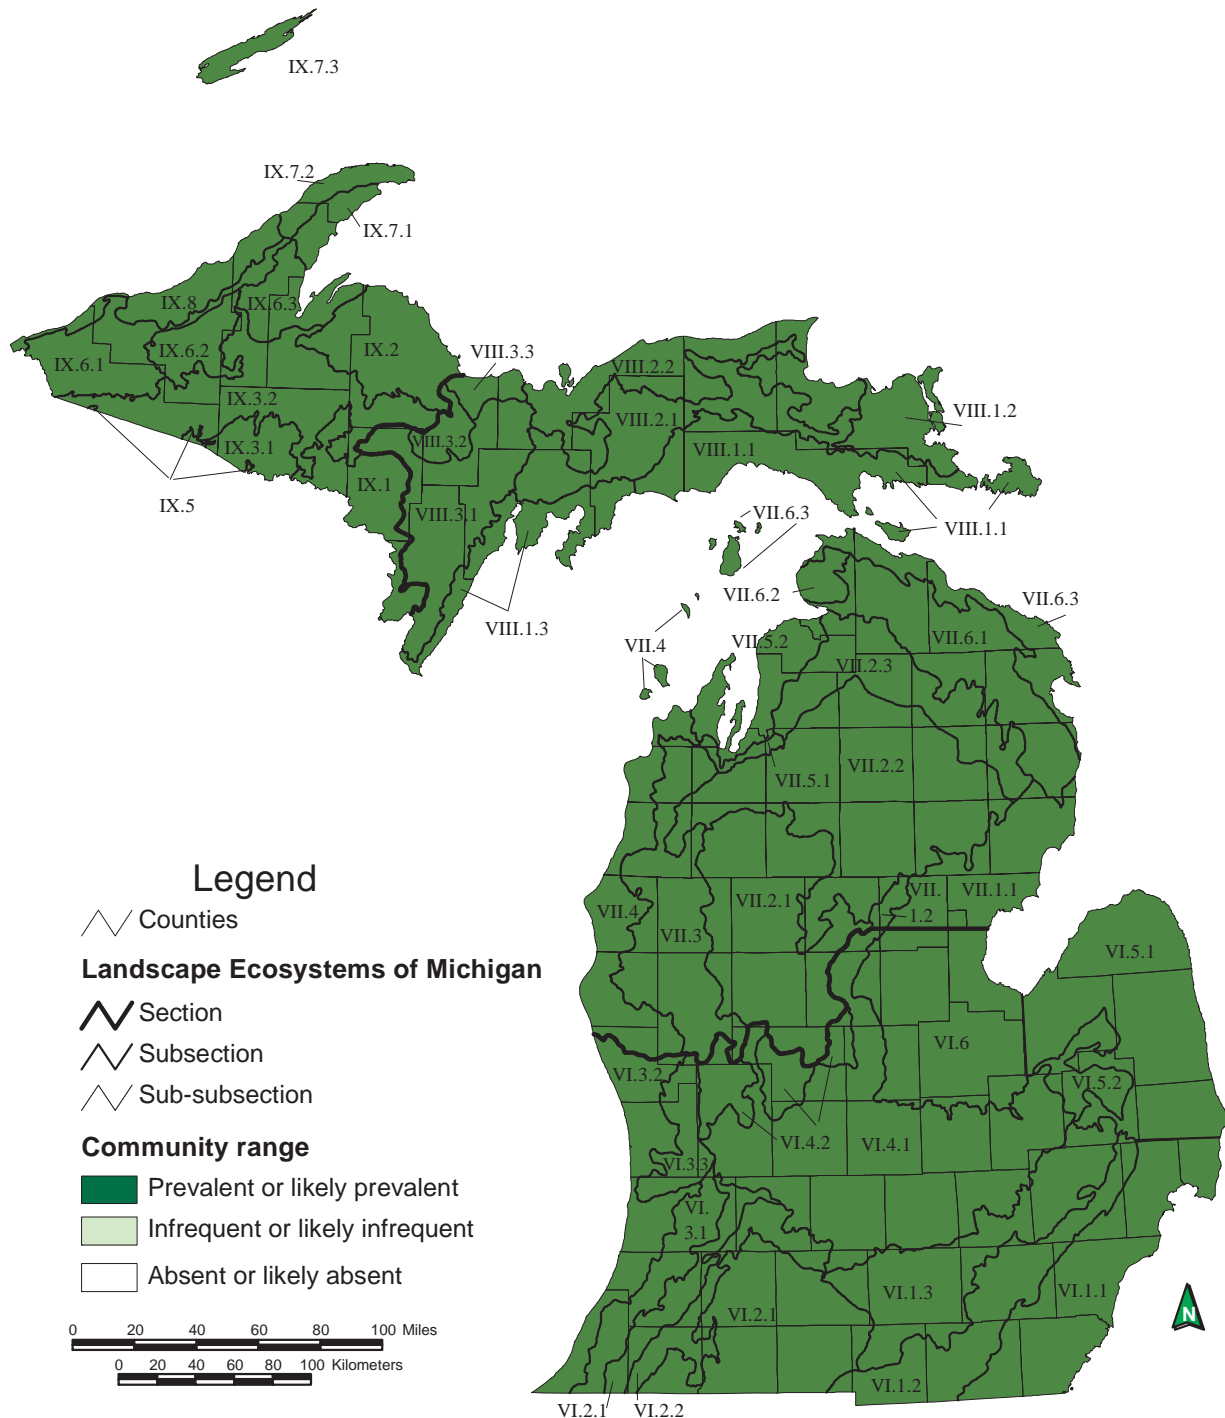 IX.7.3
IX.7.2
IX.7.1
IX.8
IX.6.3
IX.6.1
IX.6.2
IX.2
VIII.3.3
VIII.2.2
IX.3.2
VIII.2.1
VIII.1.2
IX.3.1
VIII.3.2
VIII.1.1
IX.5
IX.1
VIII.3.1
VII.6.3
VIII.1.1
VIII.1.3
VII.6.2
VII.6.3
VII.4
VII.5.2
VII.6.1
VII.2.3
VII.5.1
VII.2.2
VII.4
VII.3
VII.2.1
VII.
1.2
VII.1.1
VI.5.1
VI.6
VI.3.2
VI.5.2
VI.4.2
VI.4.1
VI.3.3
VI.
3.1
VI.2.1
VI.1.3
VI.1.1
VI.1.2
VI.2.1
VI.2.2
Legend
Counties
Landscape Ecosystems of Michigan
Section
Subsection
Sub-subsection
Community range
Prevalent or likely prevalent
Infrequent or likely infrequent
Absent or likely absent
0 20 40 60 80 100 Miles
0 20 40 60 80 100 Kilometers
N